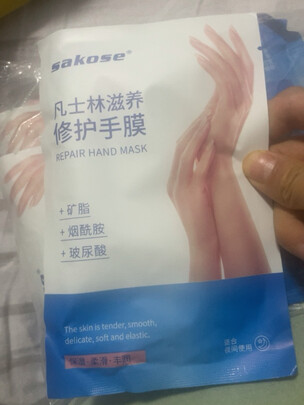 sakose®
凡士林滋养
修护手膜
REPAIR HAND MASK
+矿脂
+烟酰胺
+玻尿酸
The skin is tender, smooth,
delicate, soft and elastic.